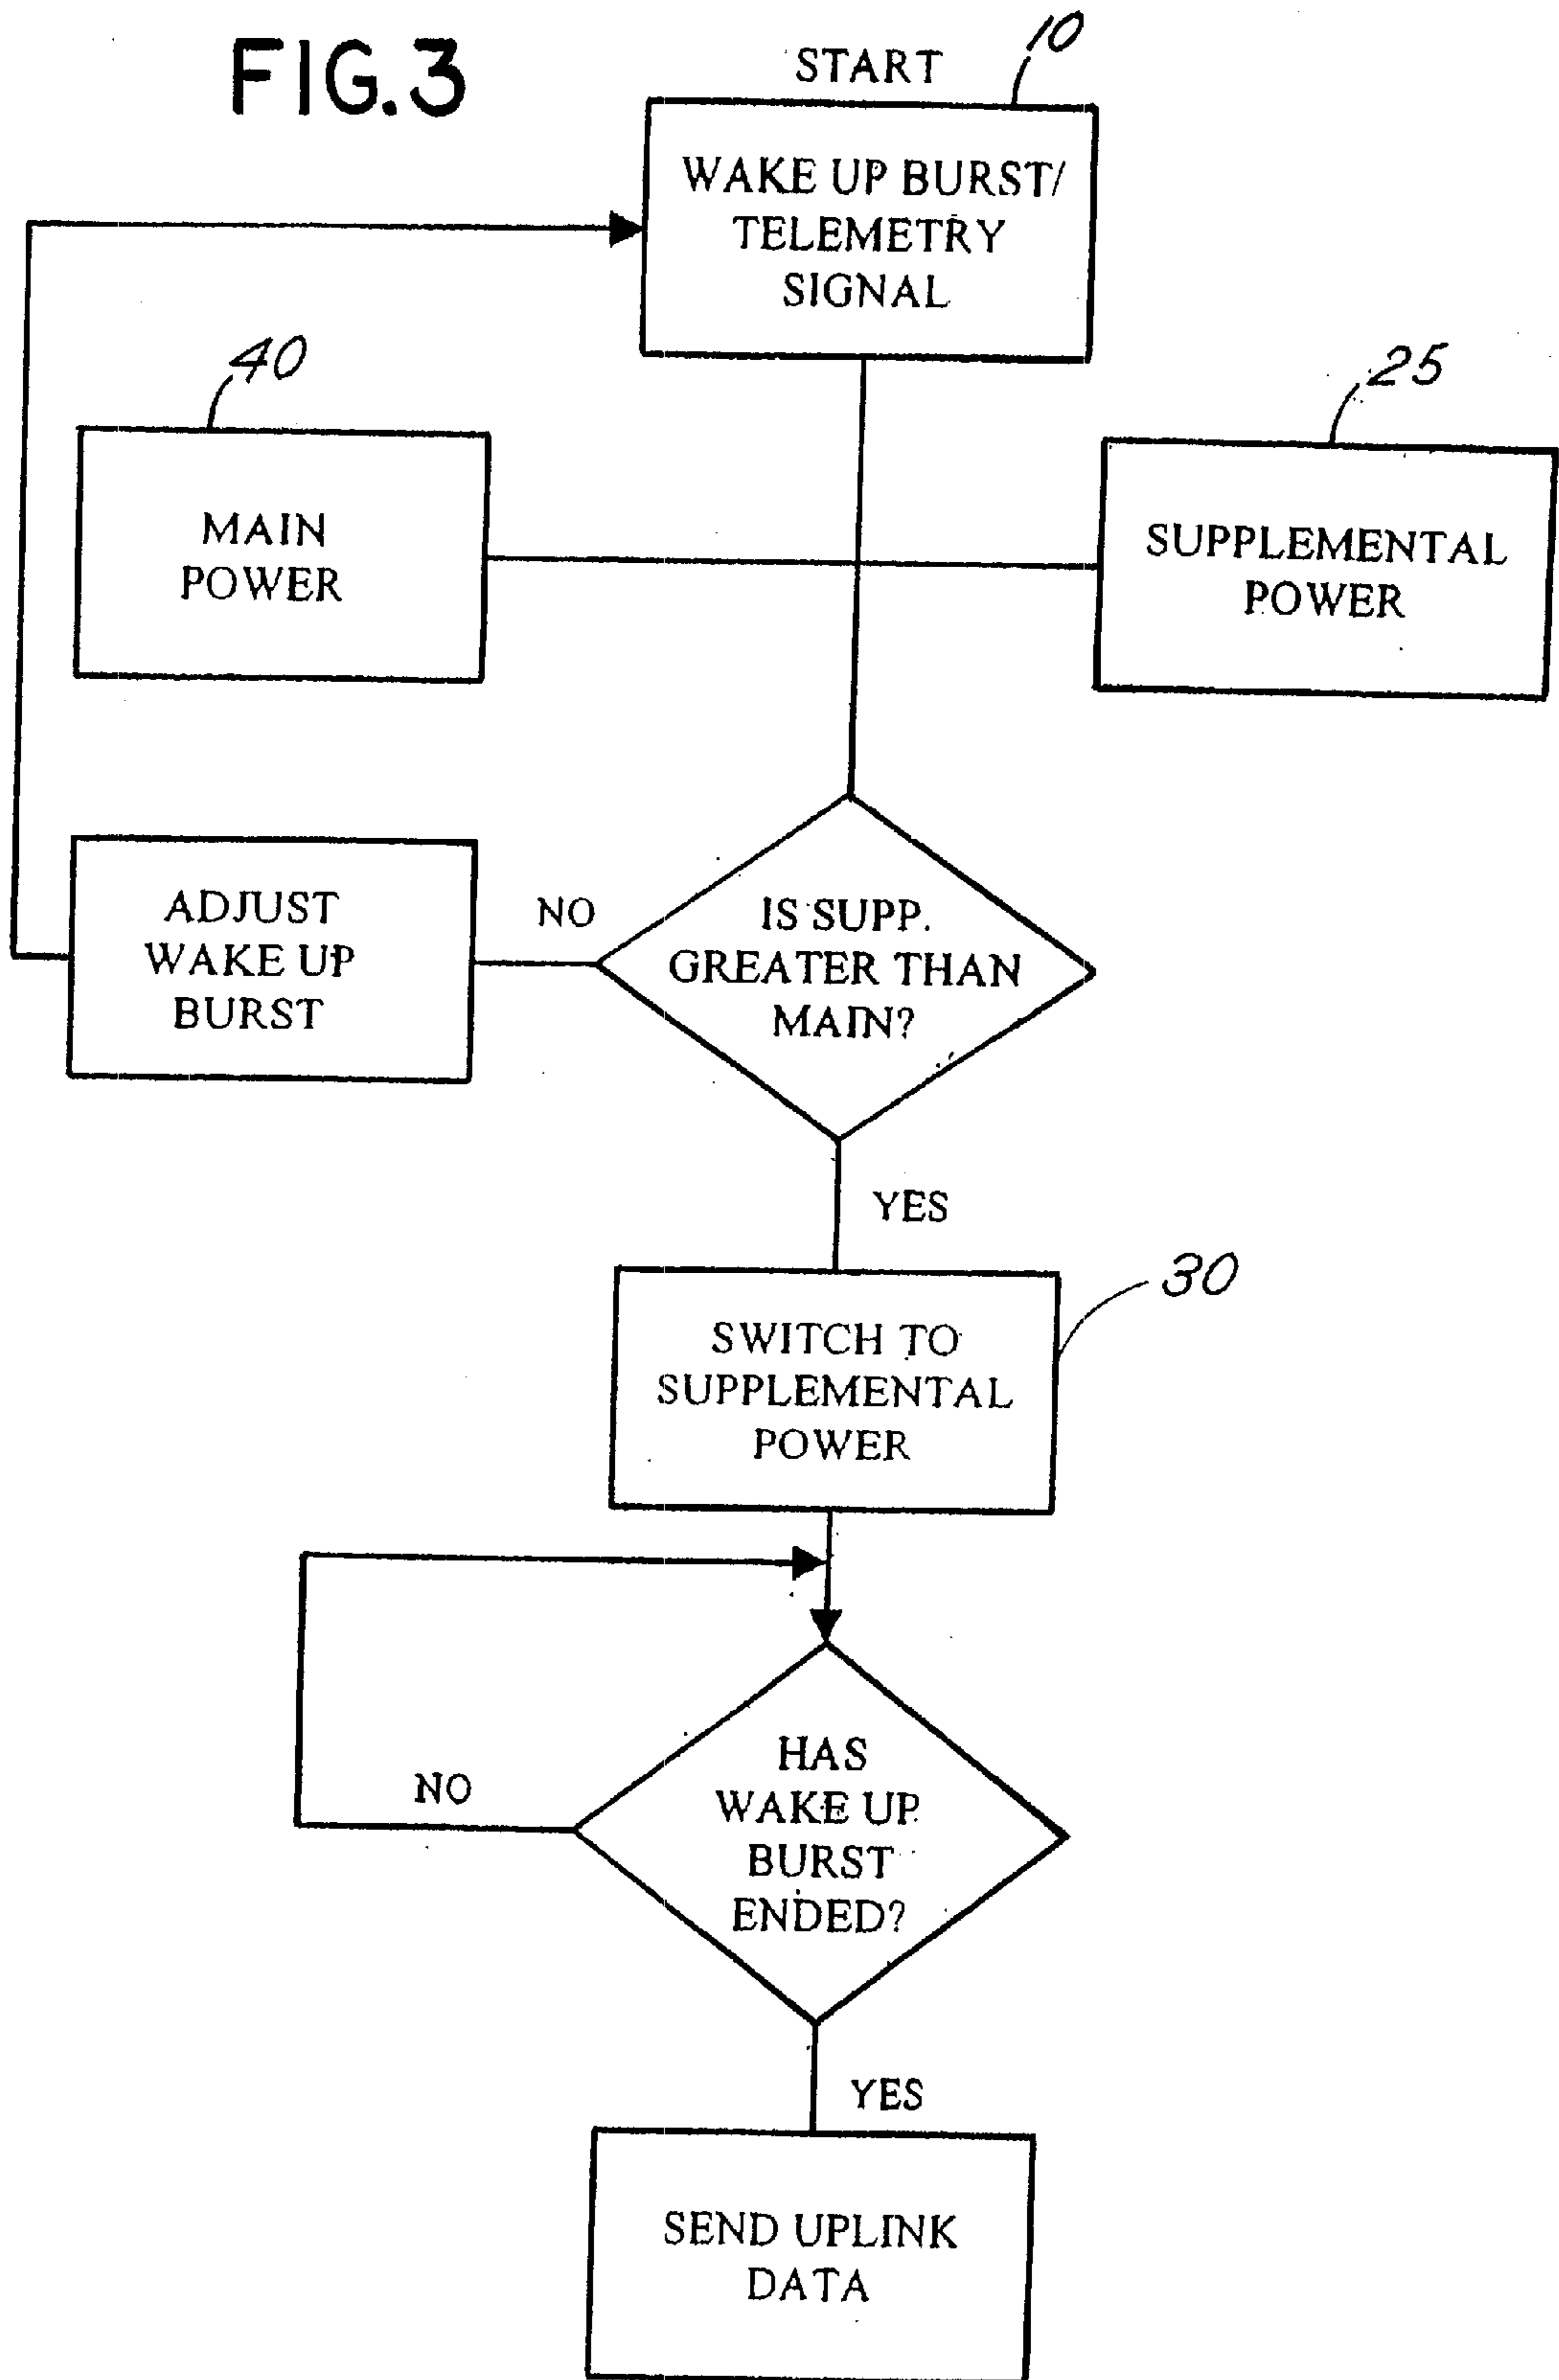 FIG.3
START
10
WAKE UP BURST/
TELEMETRY
SIGNAL
40
25
MAIN
POWER
SUPPLEMENTAL
POWER
ADJUST
WAKE UP
BURST
NO
IS SUPP.
GREATER THAN
MAIN?
YES
30
SWITCH TO
SUPPLEMENTAL
POWER
NO
HAS
WAKE UP
BURST
ENDED?
YES
SEND UPLINK
DATA